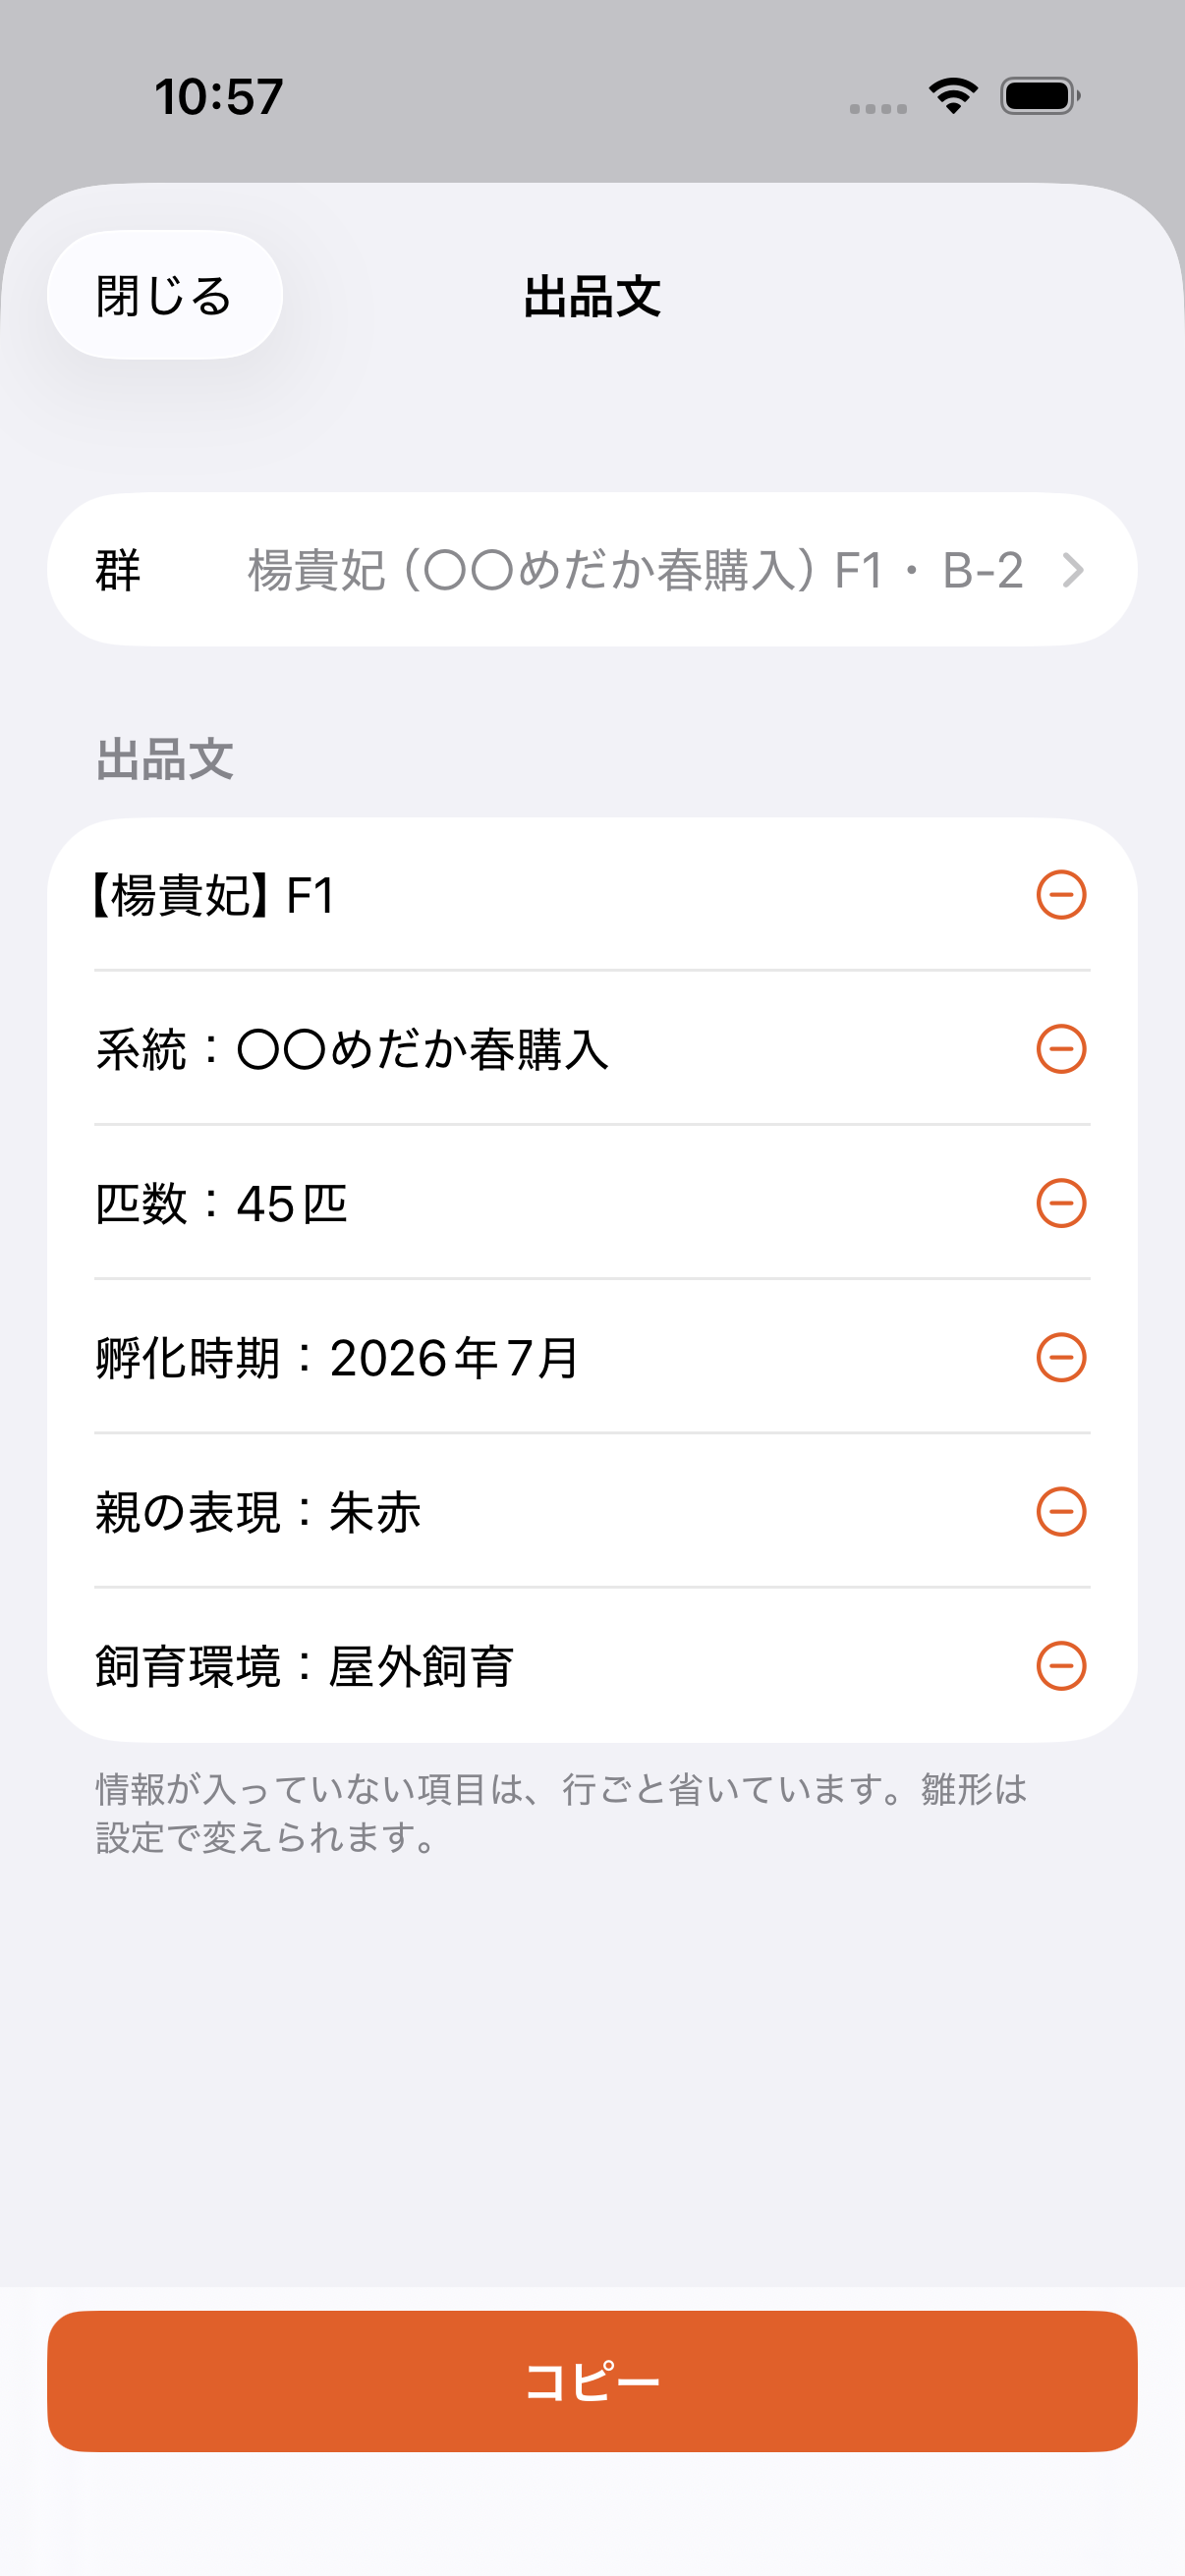 10:57
閉じる
出品文
群
楊貴妃（〇〇めだか春購入）F1・B-2
出品文
【楊貴妃】F1
系統：〇〇めだか春購入
匹数：45匹
孵化時期：2026年7月
親の表現：朱赤
飼育環境：屋外飼育
情報が入っていない項目は、行ごと省いています。雛形は
設定で変えられます。
コピー